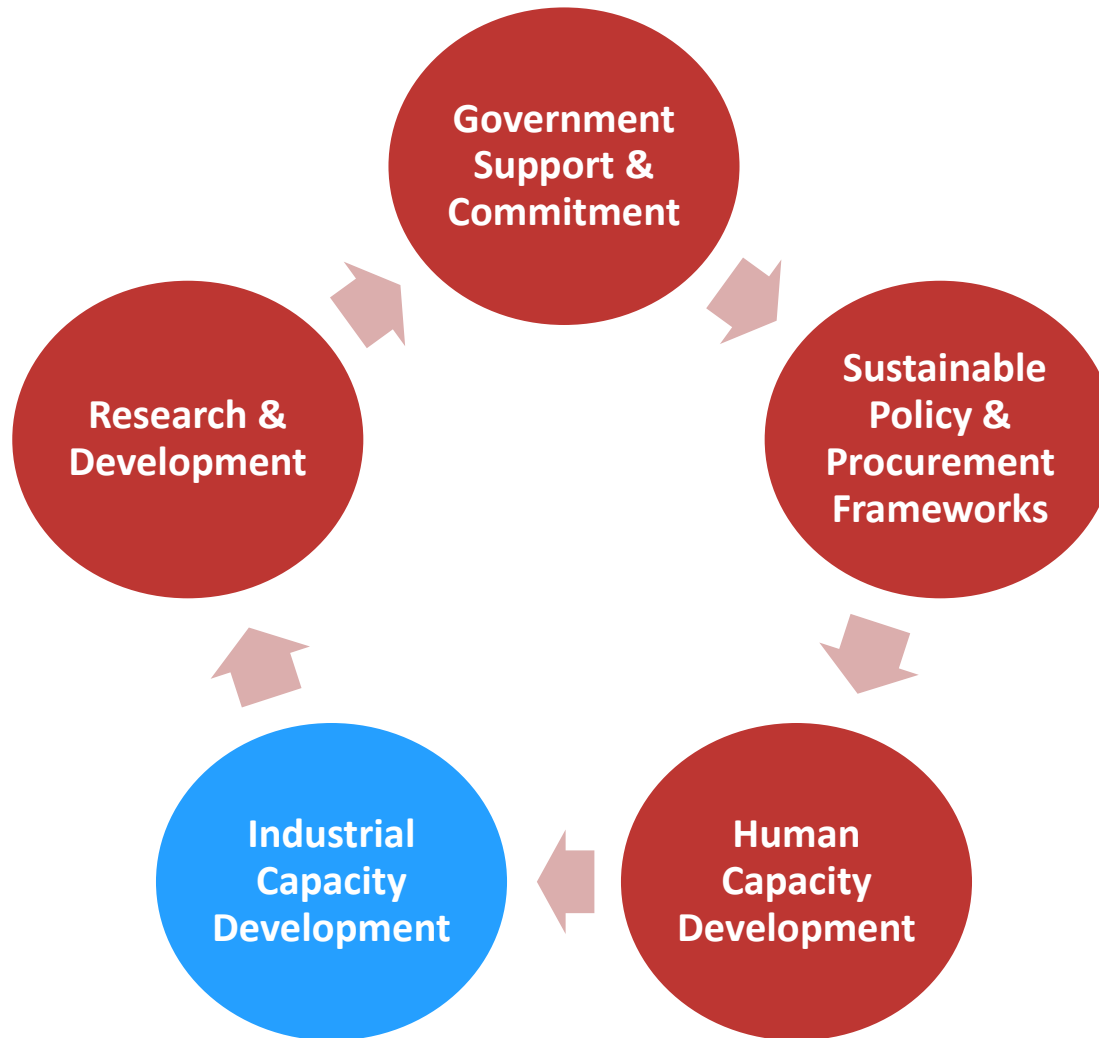 Government
Support &
Commitment
Sustainable
Policy &
Procurement
Frameworks
Human
Capacity
Development
Industrial
Capacity
Development
Research &
Development